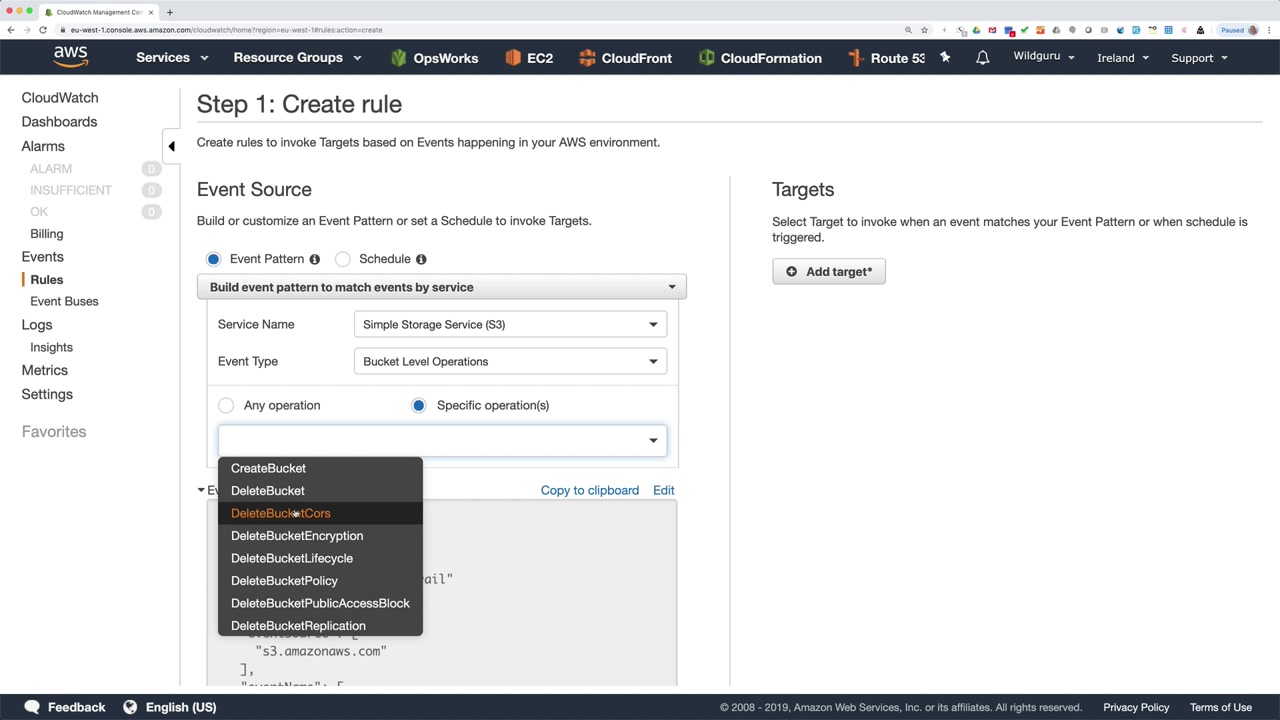 CloudWatch Management Con
eu-west-1.console.aws.amazon.com/cloudwatch/home?region=eu-west-1#rules:action=create
Paused
aws
Services
Resource Groups
OpsWorks
EC2
CloudFront
CloudFormation
Route 53
Wildguru
Ireland
Support
CloudWatch
Dashboards
Alarms
ALARM 0
INSUFFICIENT 0
OK 0
Billing
Events
Rules
Event Buses
Logs
Insights
Metrics
Settings
Favorites
Step 1: Create rule
Create rules to invoke Targets based on Events happening in your AWS environment.
Event Source
Build or customize an Event Pattern or set a Schedule to invoke Targets.
Event Pattern
Schedule
Build event pattern to match events by service
Service Name Simple Storage Service (S3)
Event Type Bucket Level Operations
Any operation Specific operation(s)
CreateBucket
DeleteBucket
DeleteBucketCors
DeleteBucketEncryption
DeleteBucketLifecycle
DeleteBucketPolicy
DeleteBucketPublicAccessBlock
DeleteBucketReplication
Copy to clipboard Edit
ail"
"s3.amazonaws.com"
],
Targets
Select Target to invoke when an event matches your Event Pattern or when schedule is
triggered.
Add target*
Feedback
English (US)
© 2008 - 2019, Amazon Web Services, Inc. or its affiliates. All rights reserved.
Privacy Policy
Terms of Use